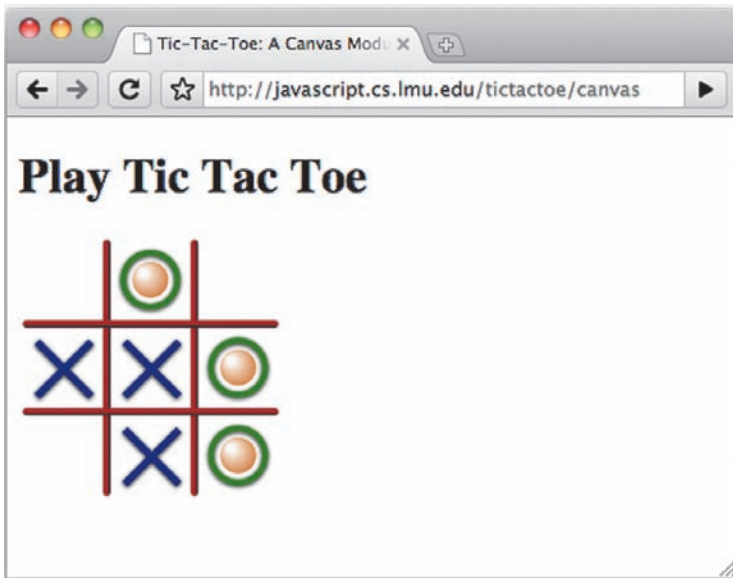 Tic-Tac-Toe: A Canvas Modu
http://javascript.cs.lmu.edu/tictactoe/canvas
Play Tic Tac Toe